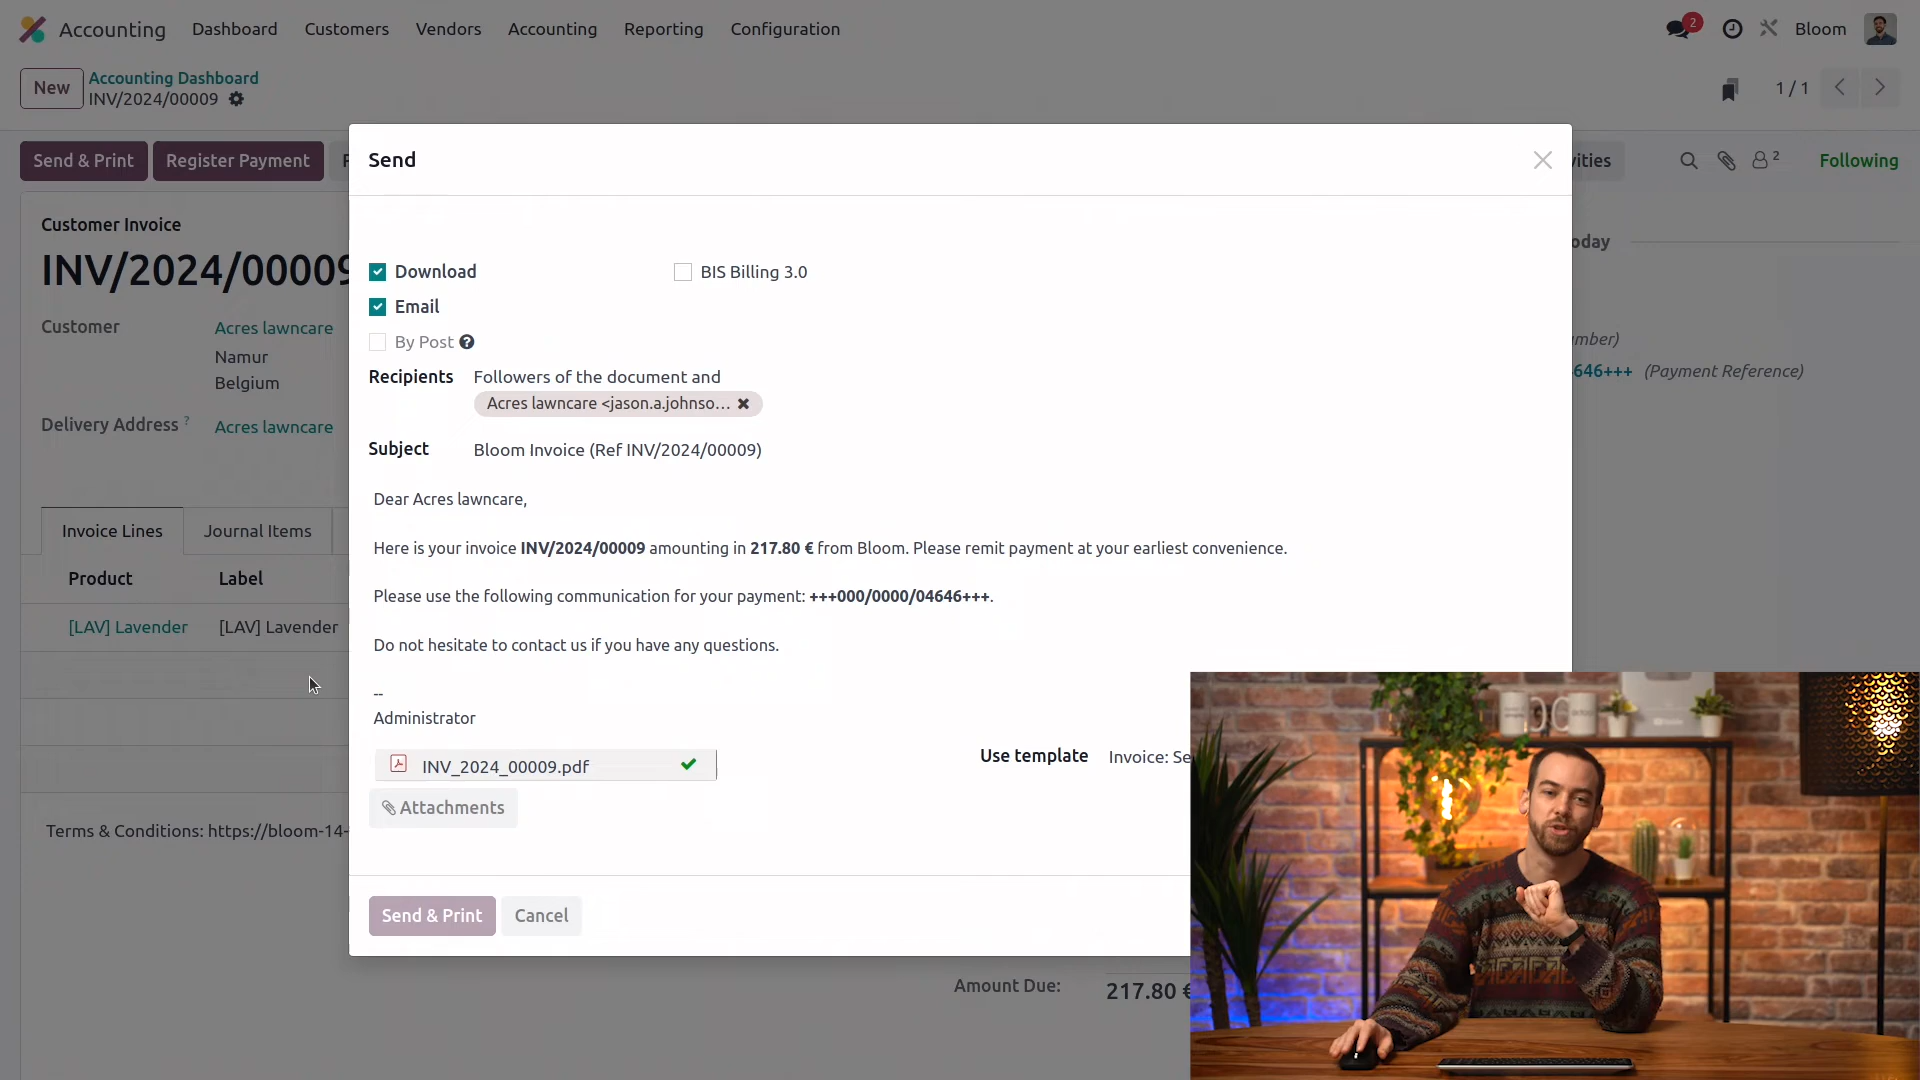 Accounting Dashboard Customers Vendors Accounting Reporting Configuration 2 Bloom
New Accounting Dashboard
INV/2024/00009 1 / 1
Send & Print Register Payment
Send
vities 2 Following
Customer Invoice
INV/2024/00009
oday
Download BIS Billing 3.0
Email
By Post ?
Customer Acres lawncare
Namur
Belgium
mber)
646+++ (Payment Reference)
Recipients Followers of the document and
Acres lawncare <jason.a.johnso...
Delivery Address ? Acres lawncare
Subject Bloom Invoice (Ref INV/2024/00009)
Dear Acres lawncare,
Here is your invoice INV/2024/00009 amounting in 217.80 € from Bloom. Please remit payment at your earliest convenience.
Please use the following communication for your payment: +++000/0000/04646+++.
Do not hesitate to contact us if you have any questions.
--
Administrator
Invoice Lines Journal Items
Product Label
[LAV] Lavender [LAV] Lavender
INV_2024_00009.pdf
Use template Invoice: Se
Attachments
Terms & Conditions: https://bloom-14-
Send & Print Cancel
Amount Due: 217.80 €